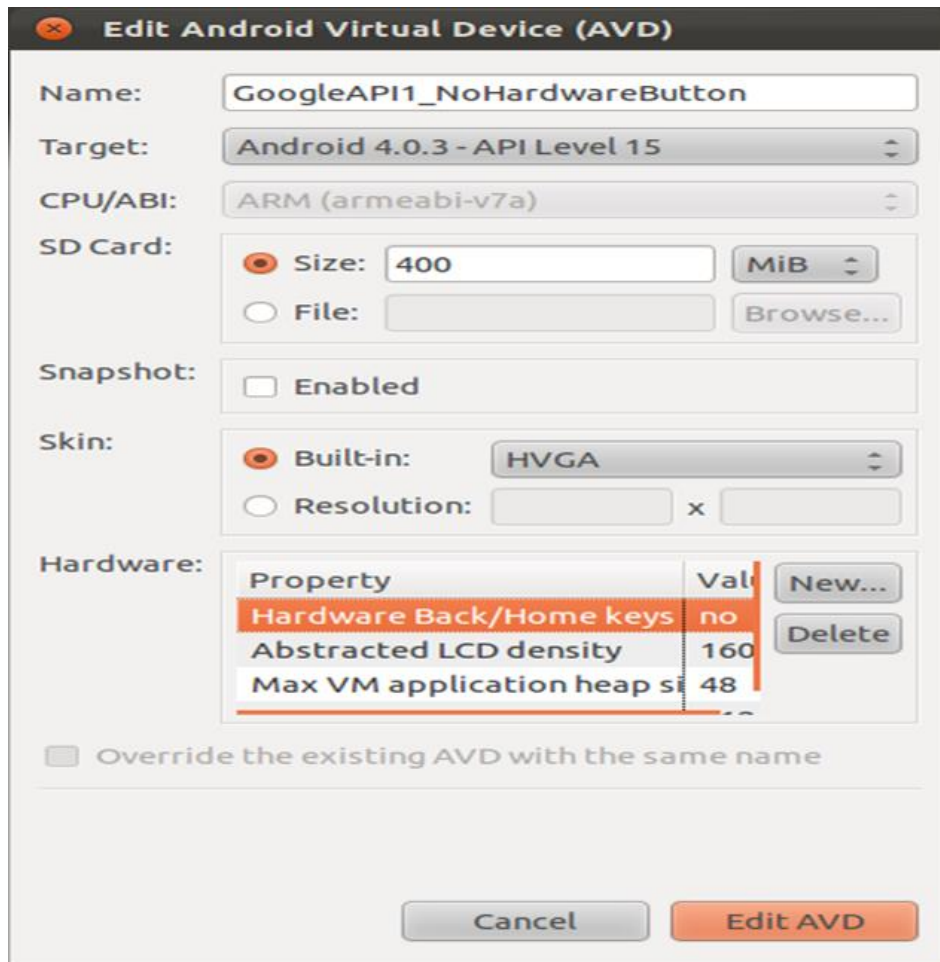 Edit Android Virtual Device (AVD)
Name: GoogleAPI1_NoHardwareButton
Target: Android 4.0.3 - API Level 15
CPU/ABI: ARM (armeabi-v7a)
SD Card:
Size: 400 MiB
File: Browse...
Snapshot:
Enabled
Skin:
Built-in: HVGA
Resolution: x
Hardware:
Property New...
Hardware Back/Home keys no
Delete
Abstracted LCD density 160
Max VM application heap 48
Override the existing AVD with the same name
Cancel Edit AVD